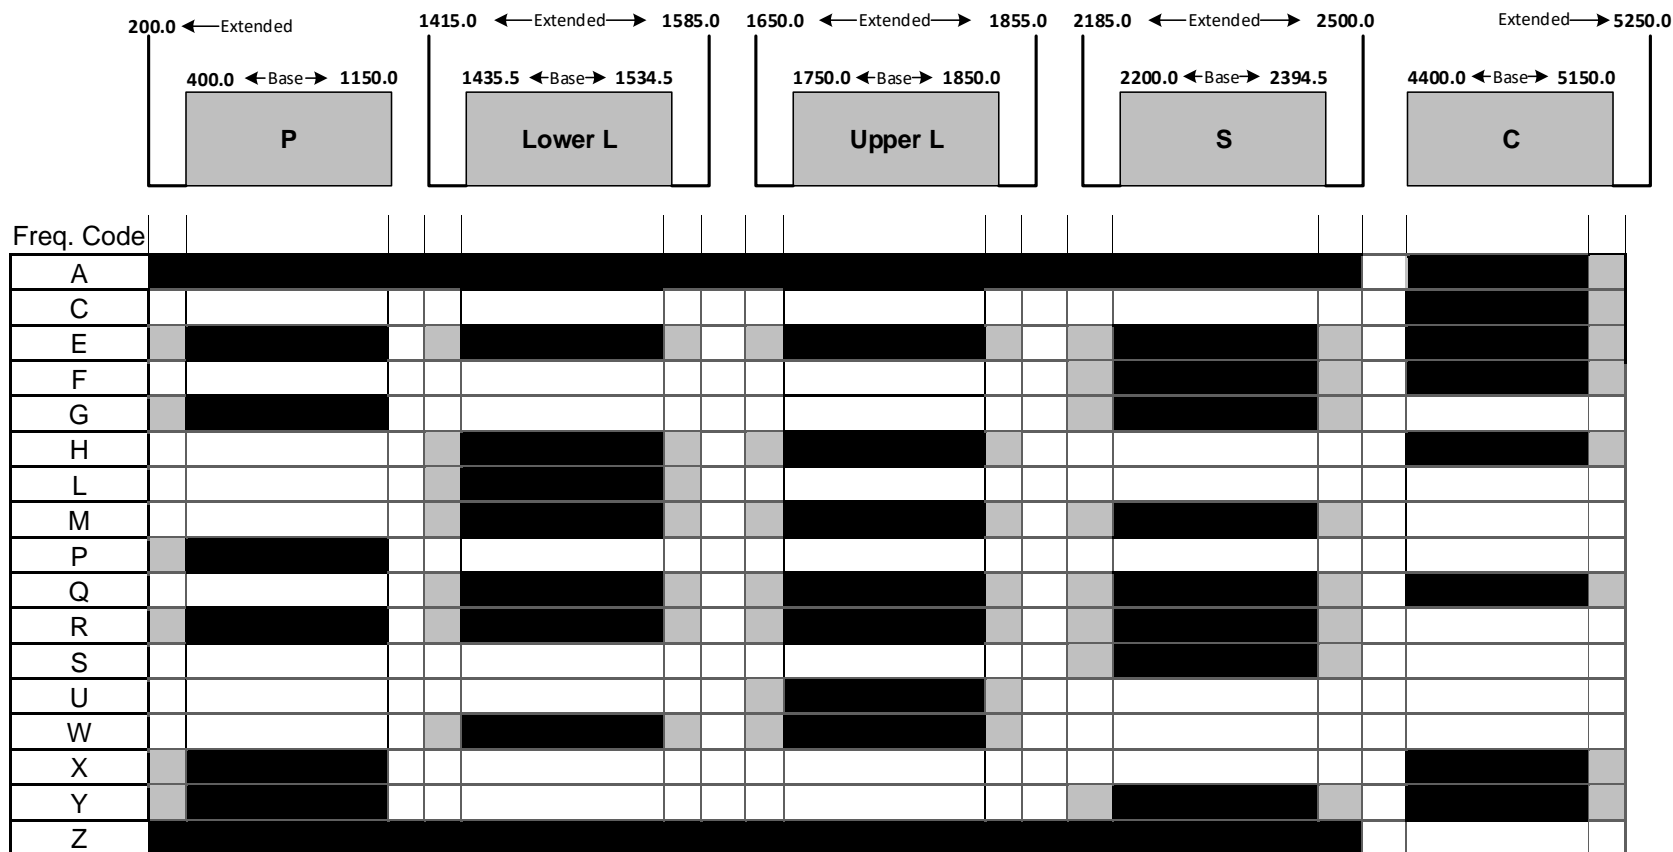 200.0 Extended
1415.0 Extended 1585.0
1650.0 Extended 1855.0
2185.0 Extended 2500.0
Extended 5250.0
400.0 Base 1150.0
1435.5 Base 1534.5
1750.0 Base 1850.0
2200.0 Base 2394.5
4400.0 Base 5150.0
P
Lower L
Upper L
S
C
Freq. Code
A
C
E
F
G
H
L
M
P
Q
R
S
U
W
X
Y
Z